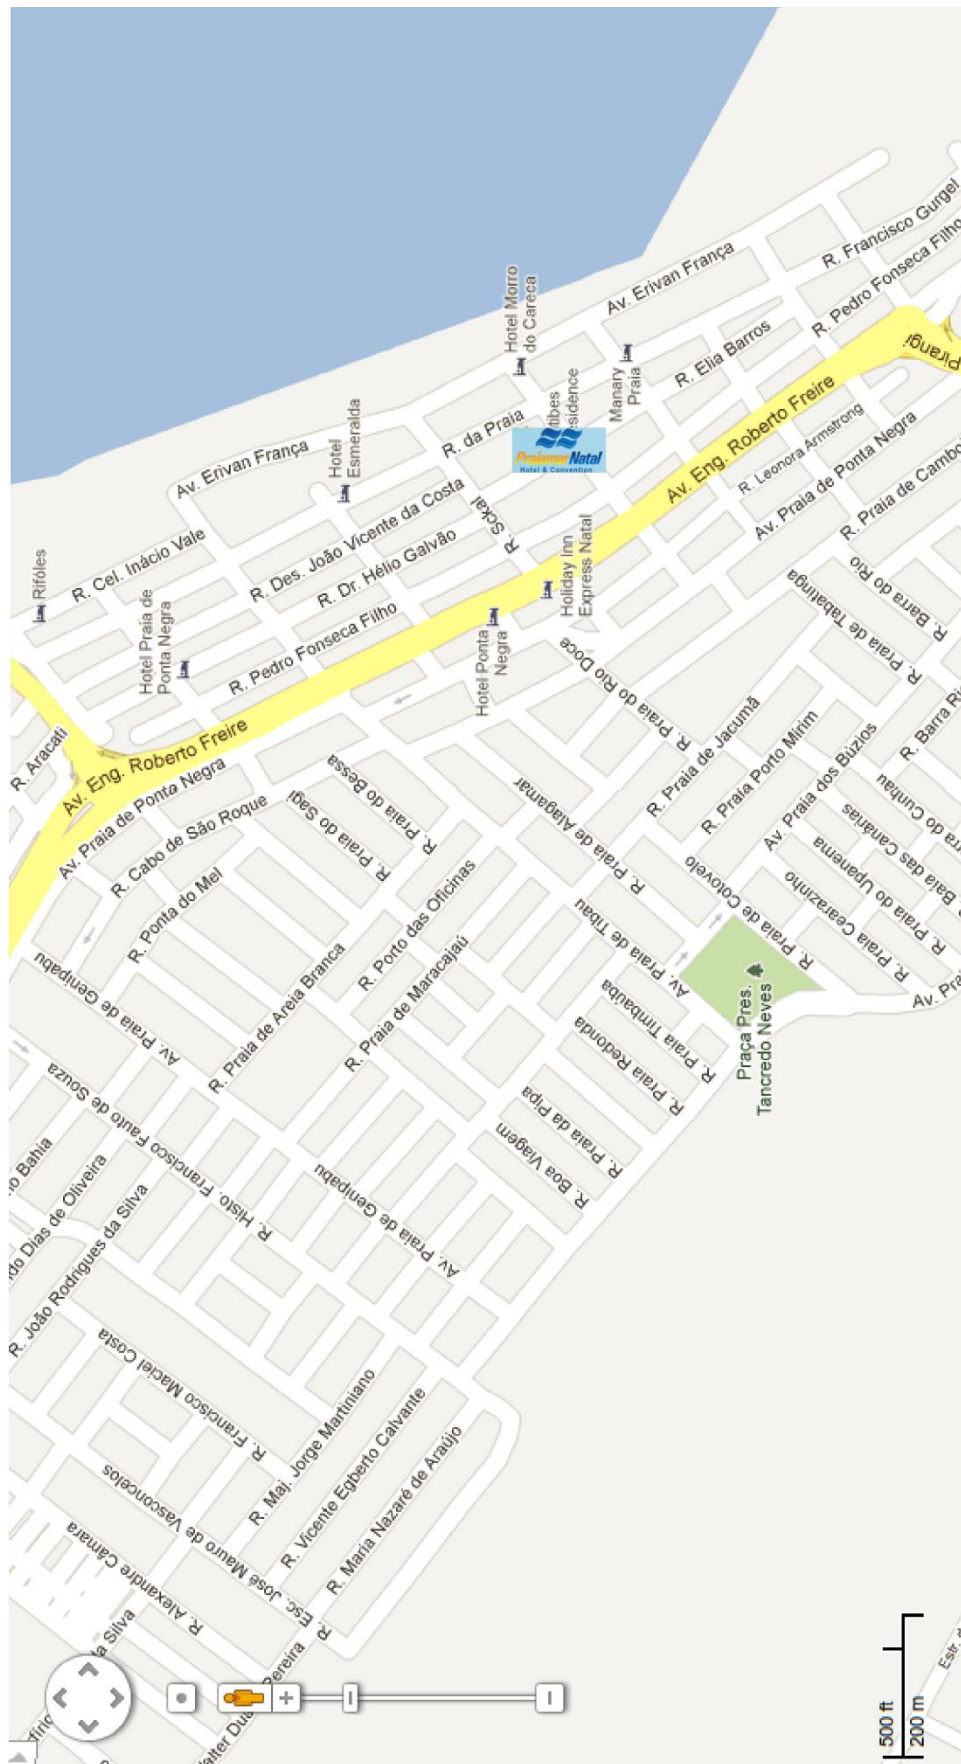 Rifóles
R. Cel. Inácio Vale
Av. Erivan França
Hotel
Esmeralda
Hotel Praia de
Ponta Negra
R. Des. João Vicente da Costa
R. Dr. Hélio Galvão
R. Pedro Fonseca Filho
R. da Praia
R. Sckal
Hotel Morro
do Careca
Av. Erivan França
Manary
Praia
PraiamarNatal
Hotel & Convention
R. Elia Barros
R. Francisco Gurgel
R. Pedro Fonseca Filho
Pirangi
R. Aracati
Av. Eng. Roberto Freire
Av. Eng. Roberto Freire
Hotel Ponta
Negra
Holiday Inn
Express Natal
R. Leonora Armstrong
Av. Praia de Ponta Negra
Av. Praia de Ponta Negra
R. Cabo de São Roque
R. Ponta do Mel
R. Praia do Sagi
R. Praia do Bessa
R. Praia do Rio Doce
R. Praia de Tabatinga
R. Barra do Rio
R. Praia de Jacumã
R. Praia Porto Mirim
Av. Praia dos Búzios
R. Praia de Alagamar
R. Praia de Cotovelo
Av. Praia de Tibau
R. Porto das Oficinas
R. Praia de Areia Branca
R. Praia de Maracajaú
Av. Praia de Genipabu
Av. Praia de Genipabu
R. Histo. Francisco Fauto de Souza
R. Praia Cearazinho
R. Praia do Upanema
R. Baía das Canárias
R. Praia Timbaúba
R. Praia Redonda
R. Praia da Pipa
R. Boa Viagem
Praça Pres.
Tancredo Neves
R. João Rodrigues da Silva
R. Francisco Maciel Costa
R. Maj. Jorge Martiniano
R. Vicente Egberto Calvante
R. Maria Nazaré de Araújo
R. Esc. José Mauro de Vasconcelos
R. Alexandre Câmara
500 ft
200 m